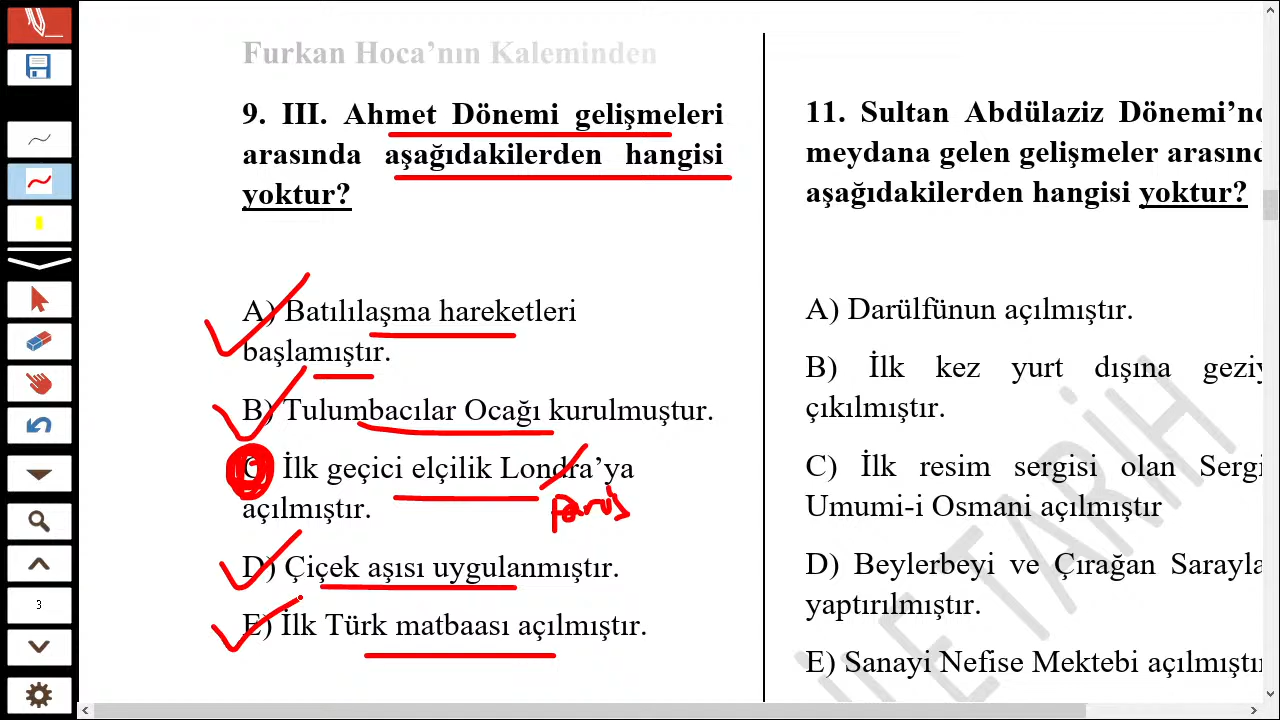 Furkan Hoca’nın Kaleminden
9. III. Ahmet Dönemi gelişmeleri
arasında aşağıdakilerden hangisi
yoktur?
A) Batılılaşma hareketleri
başlamıştır.
B) Tulumbacılar Ocağı kurulmuştur.
C) İlk geçici elçilik Londra’ya
açılmıştır.
Paris
D) Çiçek aşısı uygulanmıştır.
E) İlk Türk matbaası açılmıştır.
11. Sultan Abdülaziz Dönemi’nd
meydana gelen gelişmeler arasınd
aşağıdakilerden hangisi yoktur?
A) Darülfünun açılmıştır.
B) İlk kez yurt dışına geziy
çıkılmıştır.
C) İlk resim sergisi olan Sergi
Umumi-i Osmani açılmıştır
D) Beylerbeyi ve Çırağan Sarayla
yaptırılmıştır.
E) Sanayi Nefise Mektebi açılmıştır
TARİH
3